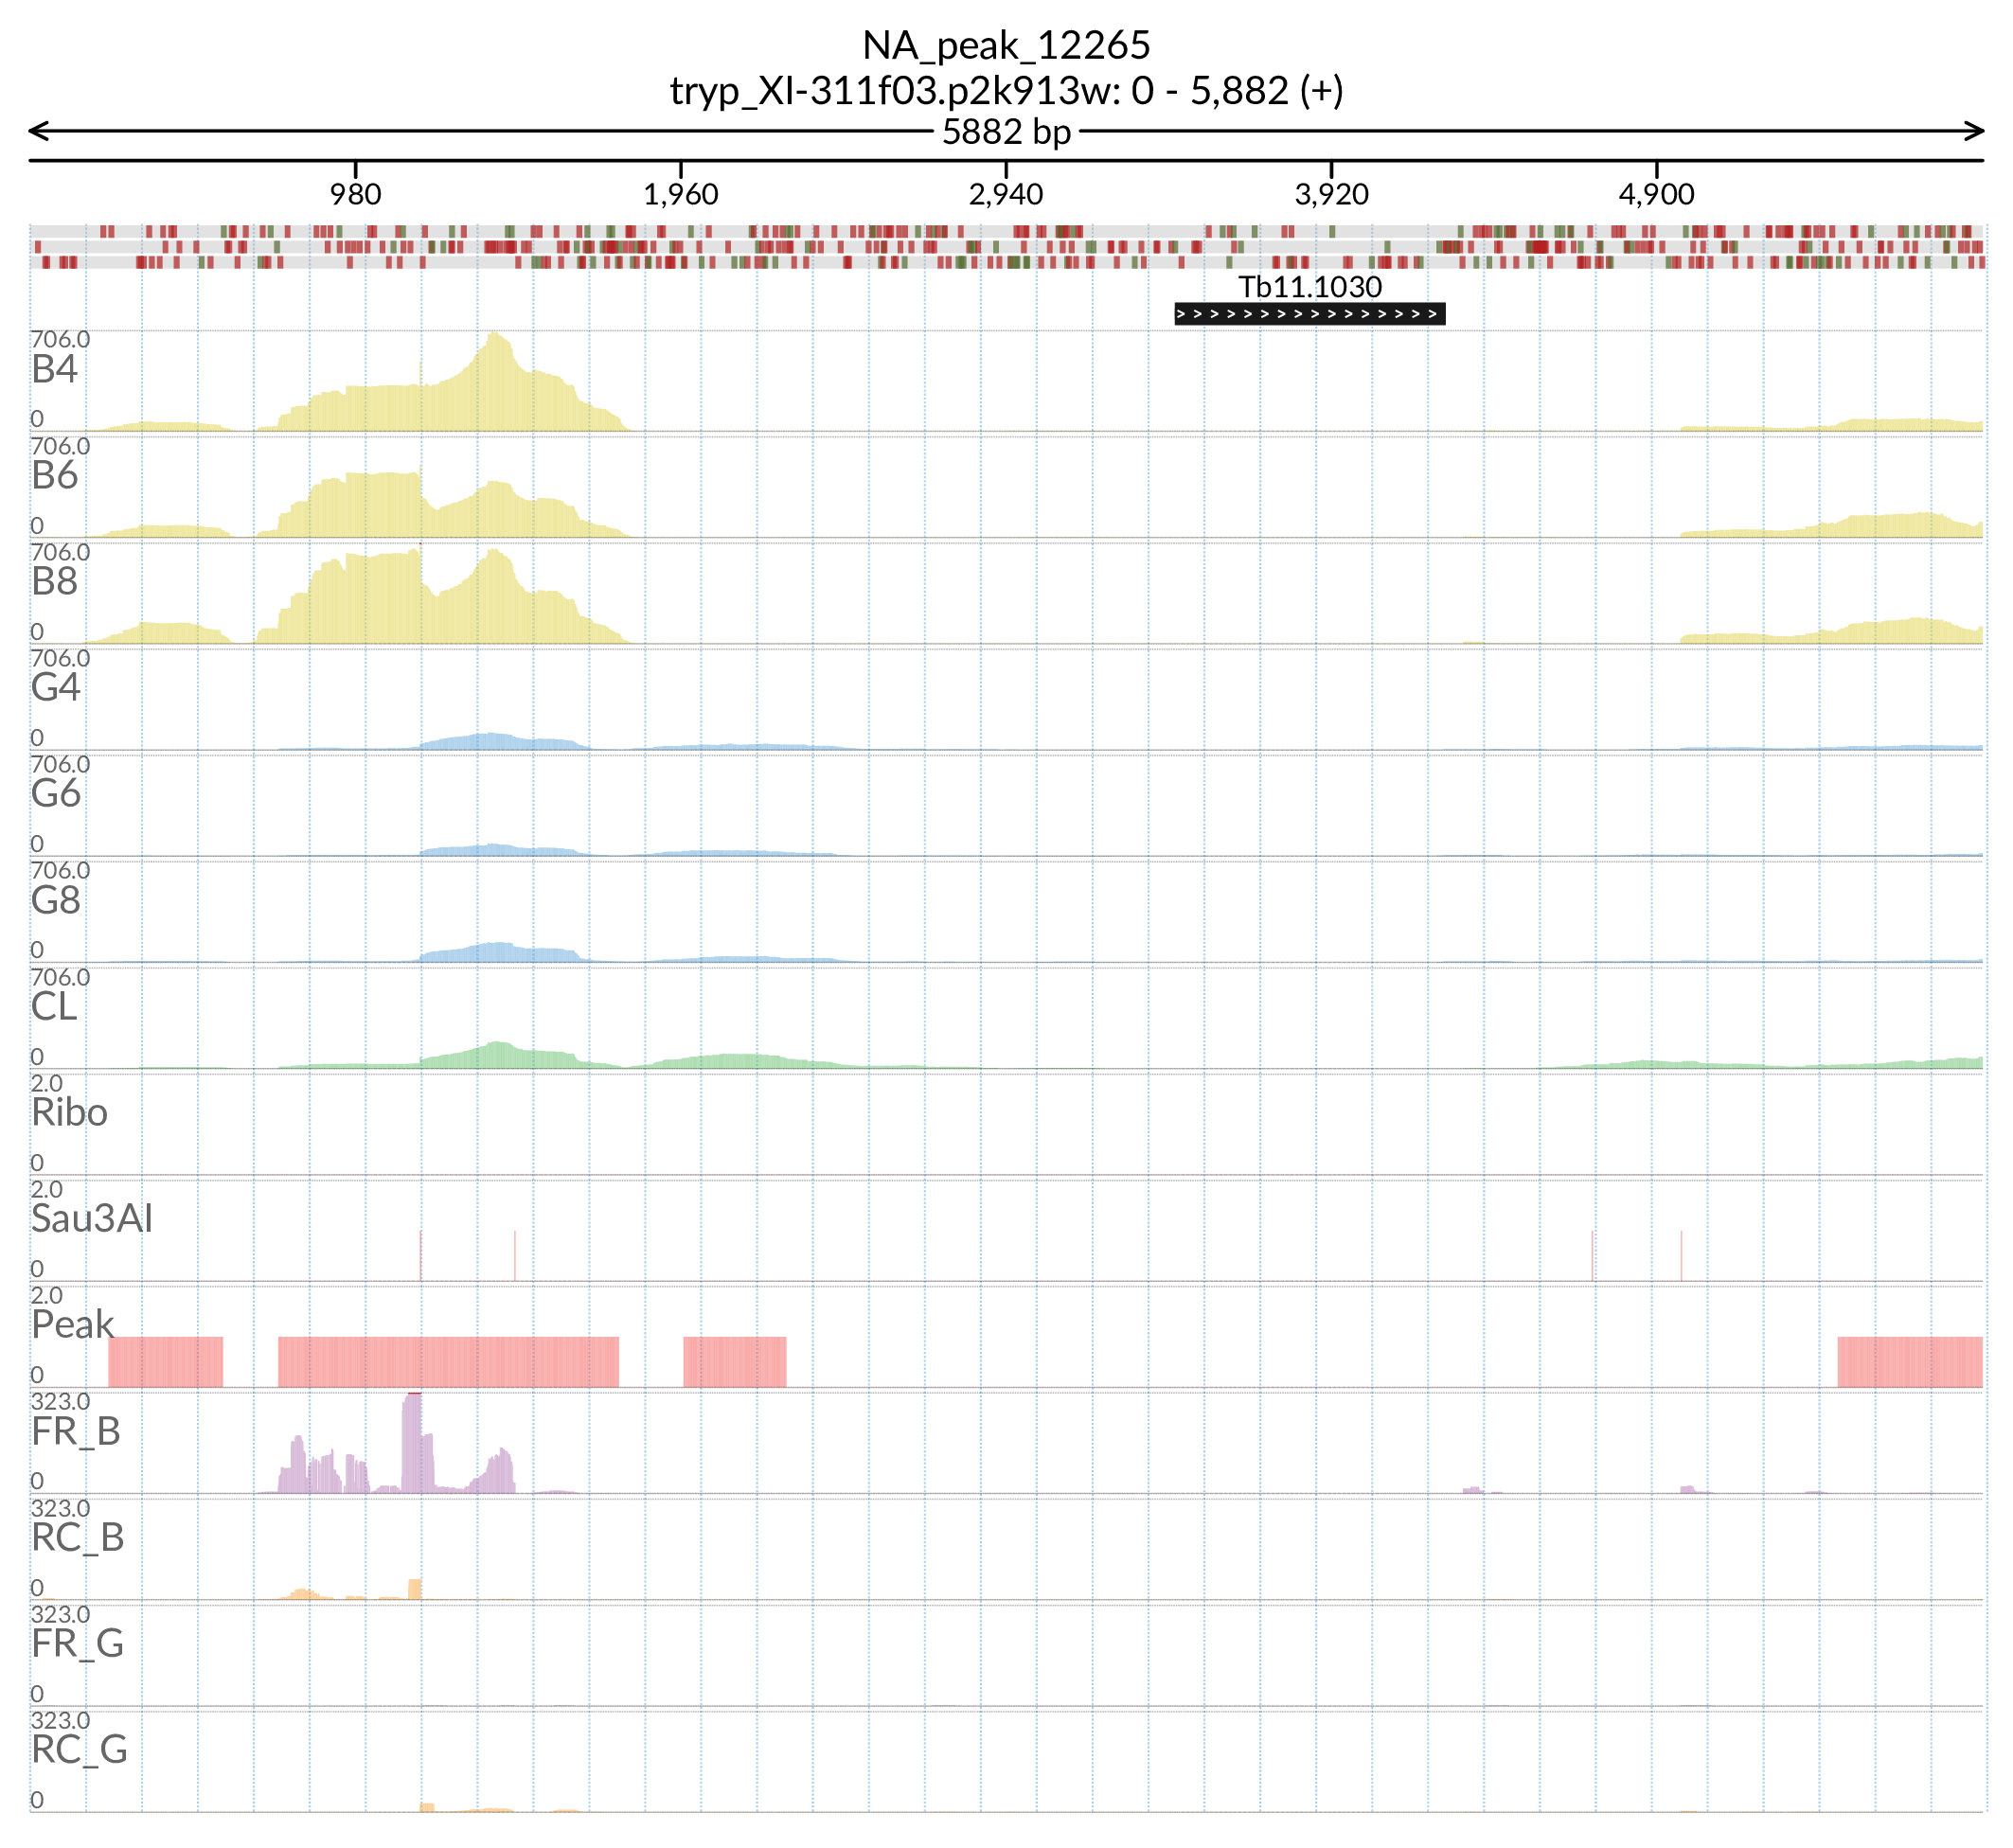 NA_peak_12265
tryp_XI-311f03.p2k913w: 0 - 5,882 (+)
5882 bp
980 1,960 2,940 3,920 4,900
Tb11.1030
> > > > > > > > > > > > > > > >
706.0
B4
0
706.0
B6
0
706.0
B8
0
706.0
G4
0
706.0
G6
0
706.0
G8
0
706.0
CL
0
2.0
Ribo
0
2.0
Sau3AI
0
2.0
Peak
0
323.0
FR_B
0
323.0
RC_B
0
323.0
FR_G
0
323.0
RC_G
0